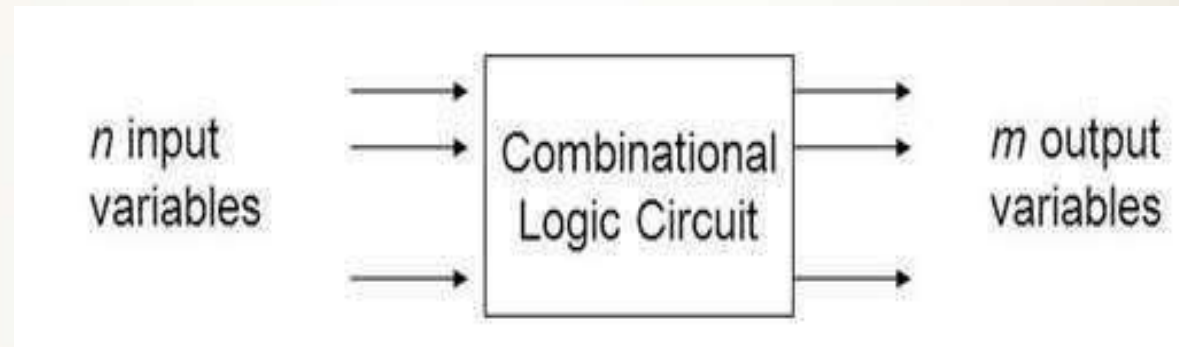 n input
variables
Combinational
Logic Circuit
m output
variables